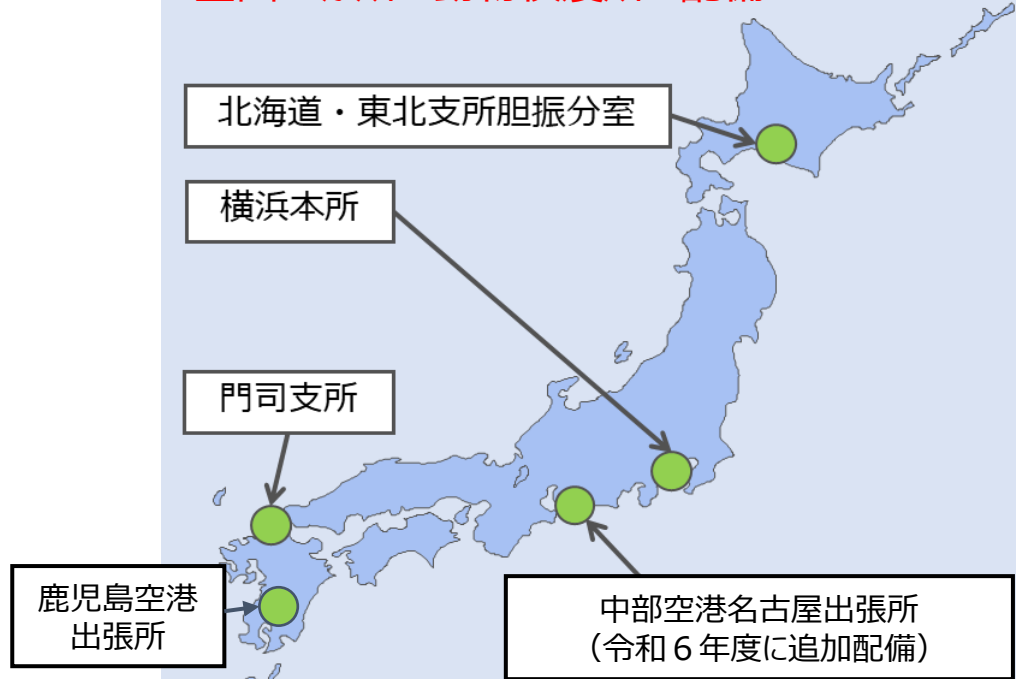 北海道・東北支所胆振分室
横浜本所
門司支所
鹿児島空港
出張所
中部空港名古屋出張所
（令和６年度に追加配備）